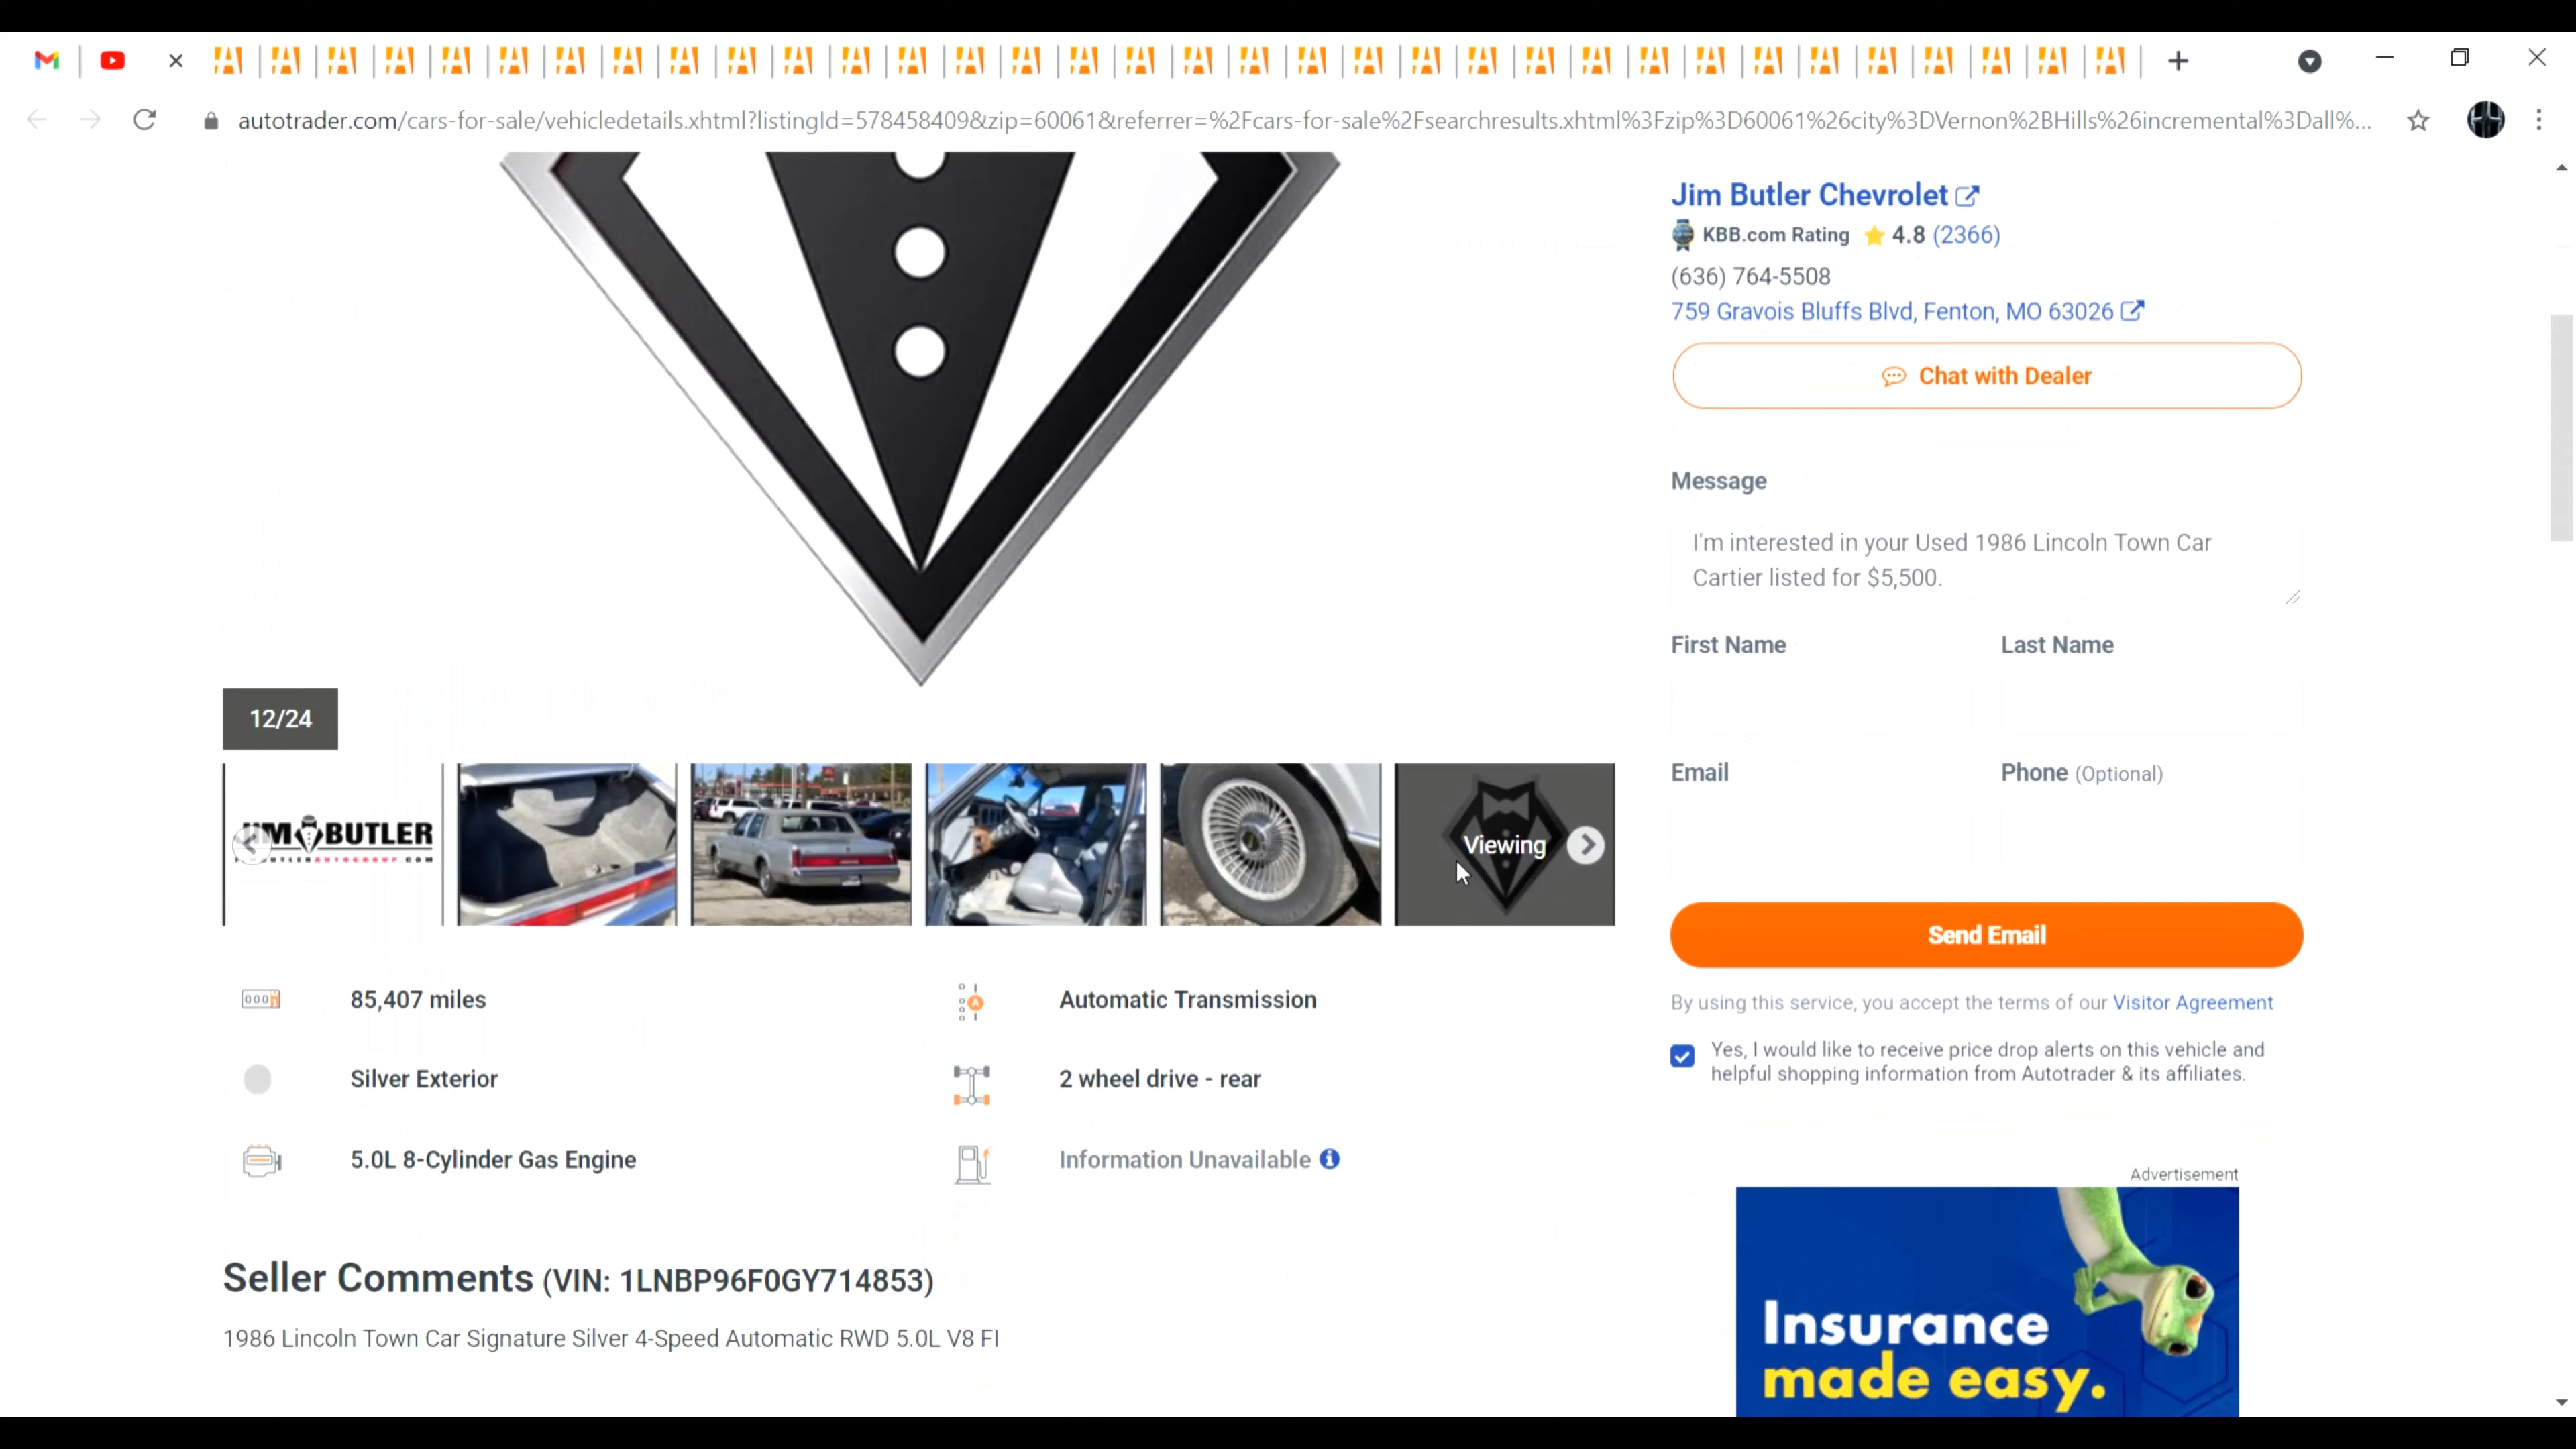 autotrader.com/cars-for-sale/vehicledetails.xhtml?listingId=578458409&zip=60061&referrer=%2Fcars-for-sale%2Fsearchresults.xhtml%3Fzip%3D60061%26city%3DVernon%2BHills%26incremental%3Dall%...
Jim Butler Chevrolet
KBB.com Rating 4.8 (2366)
(636) 764-5508
759 Gravois Bluffs Blvd, Fenton, MO 63026
Chat with Dealer
Message
I'm interested in your Used 1986 Lincoln Town Car
Cartier listed for $5,500.
First Name Last Name
Email Phone (Optional)
Send Email
By using this service, you accept the terms of our Visitor Agreement
Yes, I would like to receive price drop alerts on this vehicle and
helpful shopping information from Autotrader & its affiliates.
Advertisement
Insurance
made easy.
12/24
JIM BUTLER
Viewing
85,407 miles Automatic Transmission
Silver Exterior 2 wheel drive - rear
5.0L 8-Cylinder Gas Engine Information Unavailable
Seller Comments (VIN: 1LNBP96F0GY714853)
1986 Lincoln Town Car Signature Silver 4-Speed Automatic RWD 5.0L V8 FI